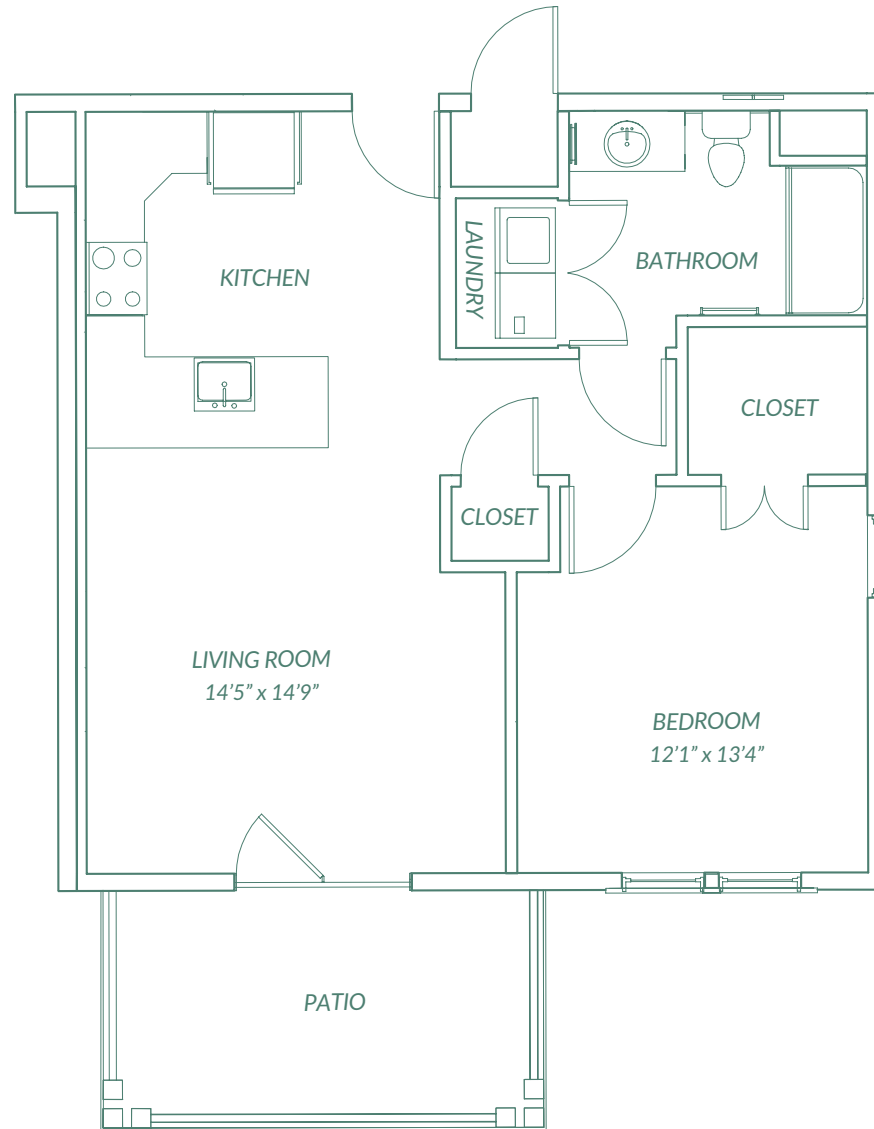 KITCHEN
LAUNDRY
BATHROOM
CLOSET
CLOSET
LIVING ROOM
14’5” x 14’9”
BEDROOM
12’1” x 13’4”
PATIO